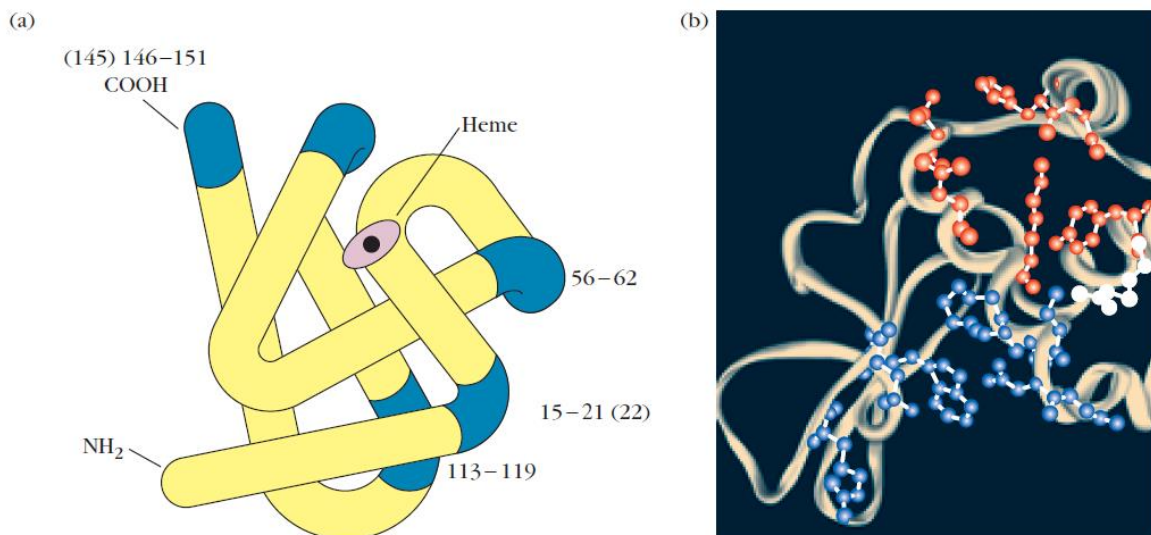 (a)
(b)
(145) 146–151
COOH
Heme
56–62
15–21 (22)
NH₂
113–119